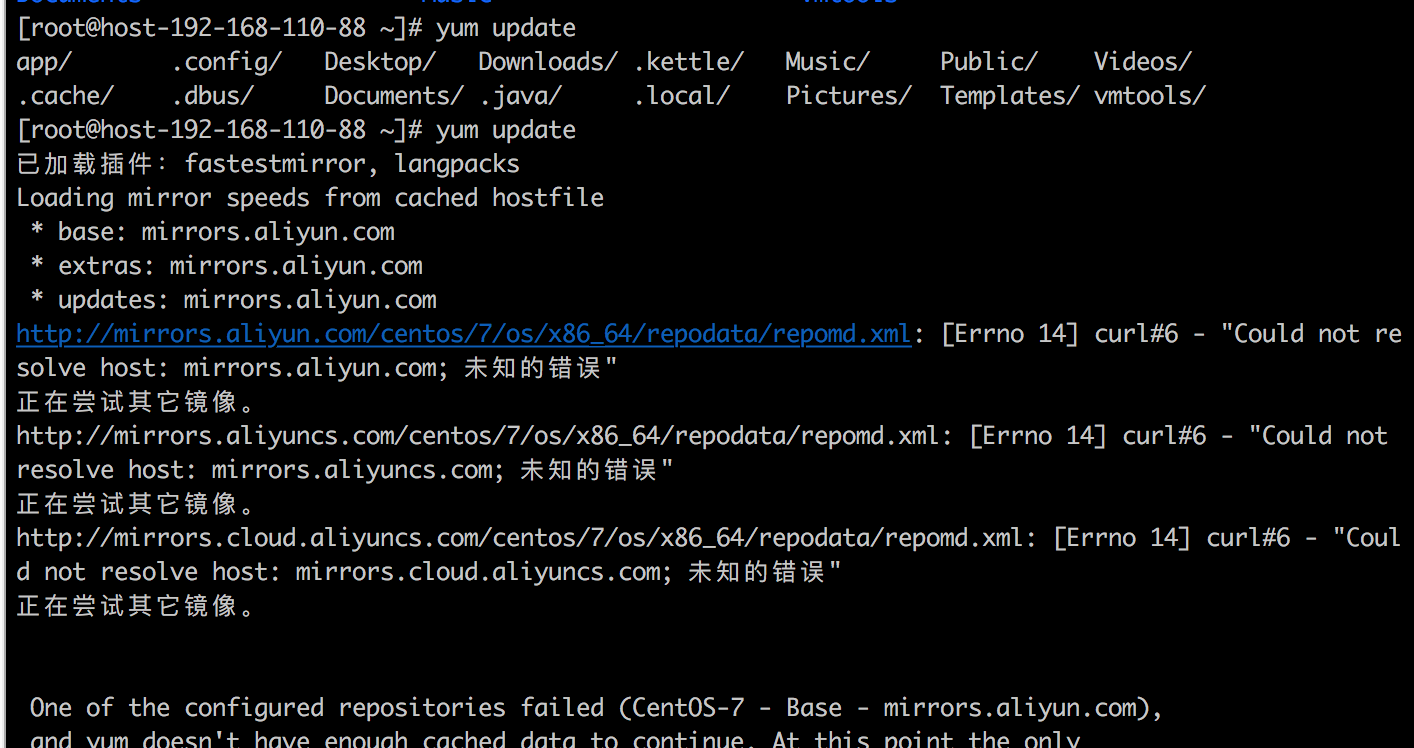 Documents Music vmtools
[root@host-192-168-110-88 ~]# yum update
app/ .config/ Desktop/ Downloads/ .kettle/ Music/ Public/ Videos/
.cache/ .dbus/ Documents/ .java/ .local/ Pictures/ Templates/ vmtools/
[root@host-192-168-110-88 ~]# yum update
已加载插件：fastestmirror, langpacks
Loading mirror speeds from cached hostfile
* base: mirrors.aliyun.com
* extras: mirrors.aliyun.com
* updates: mirrors.aliyun.com
http://mirrors.aliyun.com/centos/7/os/x86_64/repodata/repomd.xml: [Errno 14] curl#6 - "Could not re
solve host: mirrors.aliyun.com; 未知的错误"
正在尝试其它镜像。
http://mirrors.aliyuncs.com/centos/7/os/x86_64/repodata/repomd.xml: [Errno 14] curl#6 - "Could not
resolve host: mirrors.aliyuncs.com; 未知的错误"
正在尝试其它镜像。
http://mirrors.cloud.aliyuncs.com/centos/7/os/x86_64/repodata/repomd.xml: [Errno 14] curl#6 - "Coul
d not resolve host: mirrors.cloud.aliyuncs.com; 未知的错误"
正在尝试其它镜像。
One of the configured repositories failed (CentOS-7 - Base - mirrors.aliyun.com),
and yum doesn't have enough cached data to continue. At this point the only